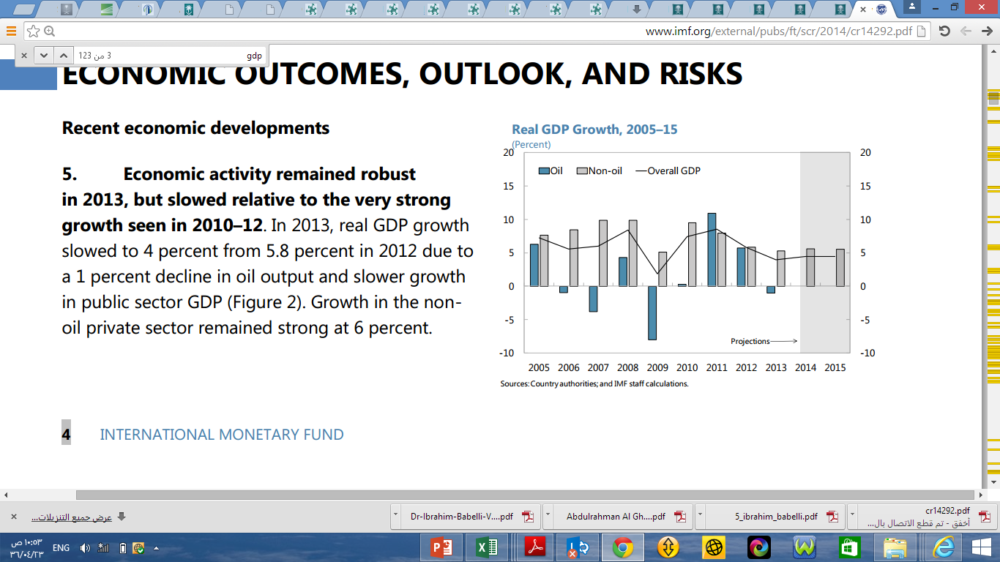 www.imf.org/external/pubs/ft/scr/2014/cr14292.pdf
gdp
3 من 123
ECONOMIC OUTCOMES, OUTLOOK, AND RISKS
Recent economic developments
5. Economic activity remained robust
in 2013, but slowed relative to the very strong
growth seen in 2010–12. In 2013, real GDP growth
slowed to 4 percent from 5.8 percent in 2012 due to
a 1 percent decline in oil output and slower growth
in public sector GDP (Figure 2). Growth in the non-
oil private sector remained strong at 6 percent.
Real GDP Growth, 2005–15
(Percent)
20 20
Oil Non-oil Overall GDP
15 15
10 10
5 5
0 0
-5 -5
Projections
-10 -10
2005 2006 2007 2008 2009 2010 2011 2012 2013 2014 2015
Sources: Country authorities; and IMF staff calculations.
4 INTERNATIONAL MONETARY FUND
عرض جميع التنزيلات...
Dr-Ibrahim-Babelli-V....pdf
Abdulrahman Al Gh....pdf
5_ibrahim_babelli.pdf
cr14292.pdf
أخفق - تم قطع الاتصال بال...
١٠:٥٣ ص
٣٦/٠٤/٢٣
ENG